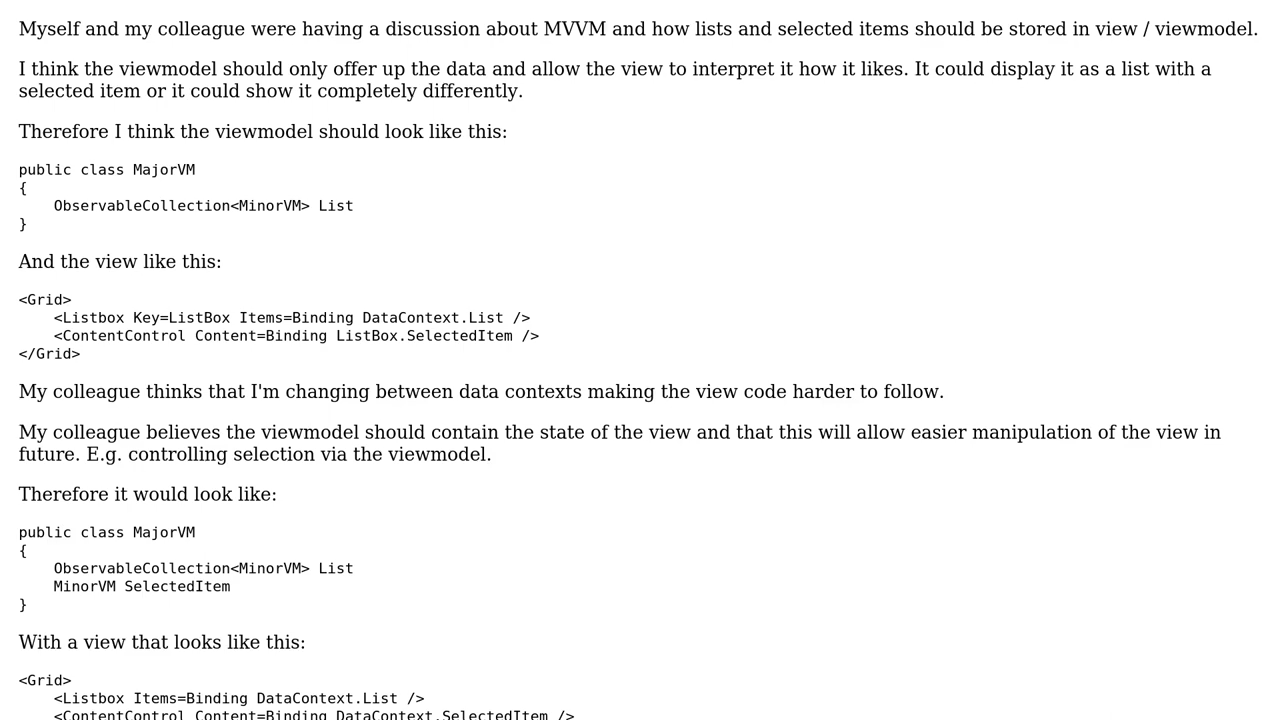 Myself and my colleague were having a discussion about MVVM and how lists and selected items should be stored in view / viewmodel.
I think the viewmodel should only offer up the data and allow the view to interpret it how it likes. It could display it as a list with a
selected item or it could show it completely differently.
Therefore I think the viewmodel should look like this:
public class MajorVM
{
    ObservableCollection<MinorVM> List
}
And the view like this:
<Grid>
    <Listbox Key=ListBox Items=Binding DataContext.List />
    <ContentControl Content=Binding ListBox.SelectedItem />
</Grid>
My colleague thinks that I'm changing between data contexts making the view code harder to follow.
My colleague believes the viewmodel should contain the state of the view and that this will allow easier manipulation of the view in
future. E.g. controlling selection via the viewmodel.
Therefore it would look like:
public class MajorVM
{
    ObservableCollection<MinorVM> List
    MinorVM SelectedItem
}
With a view that looks like this:
<Grid>
    <Listbox Items=Binding DataContext.List />
    <ContentControl Content=Binding DataContext.SelectedItem />